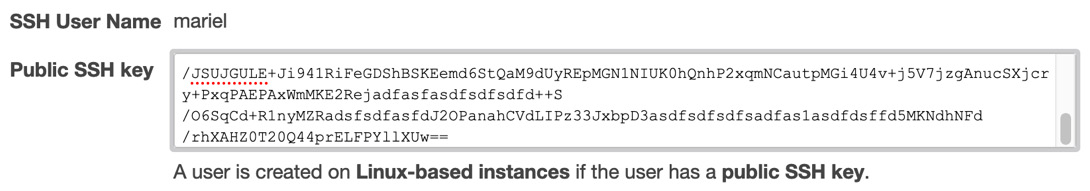 SSH User Name mariel
Public SSH key
/JSUJGULE+Ji941RiFeGDShBSKEemd6StQaM9dUyREpMGN1NIUK0hQnhP2xqmNCautpMGi4U4v+j5V7jzgAnucSXjcr
y+PxqPAEPAxWmMKE2Rejadfasfasdfsdfsdfd++S
/O6SqCd+R1nyMZRadsfsdfasfdJ2OPanahCVdLIPz33JxbpD3asdfsdfsdfsadfas1asdfdsffd5MKNdhNFd
/rhXAHZ0T20Q44prELFPYllXUw==
A user is created on Linux-based instances if the user has a public SSH key.